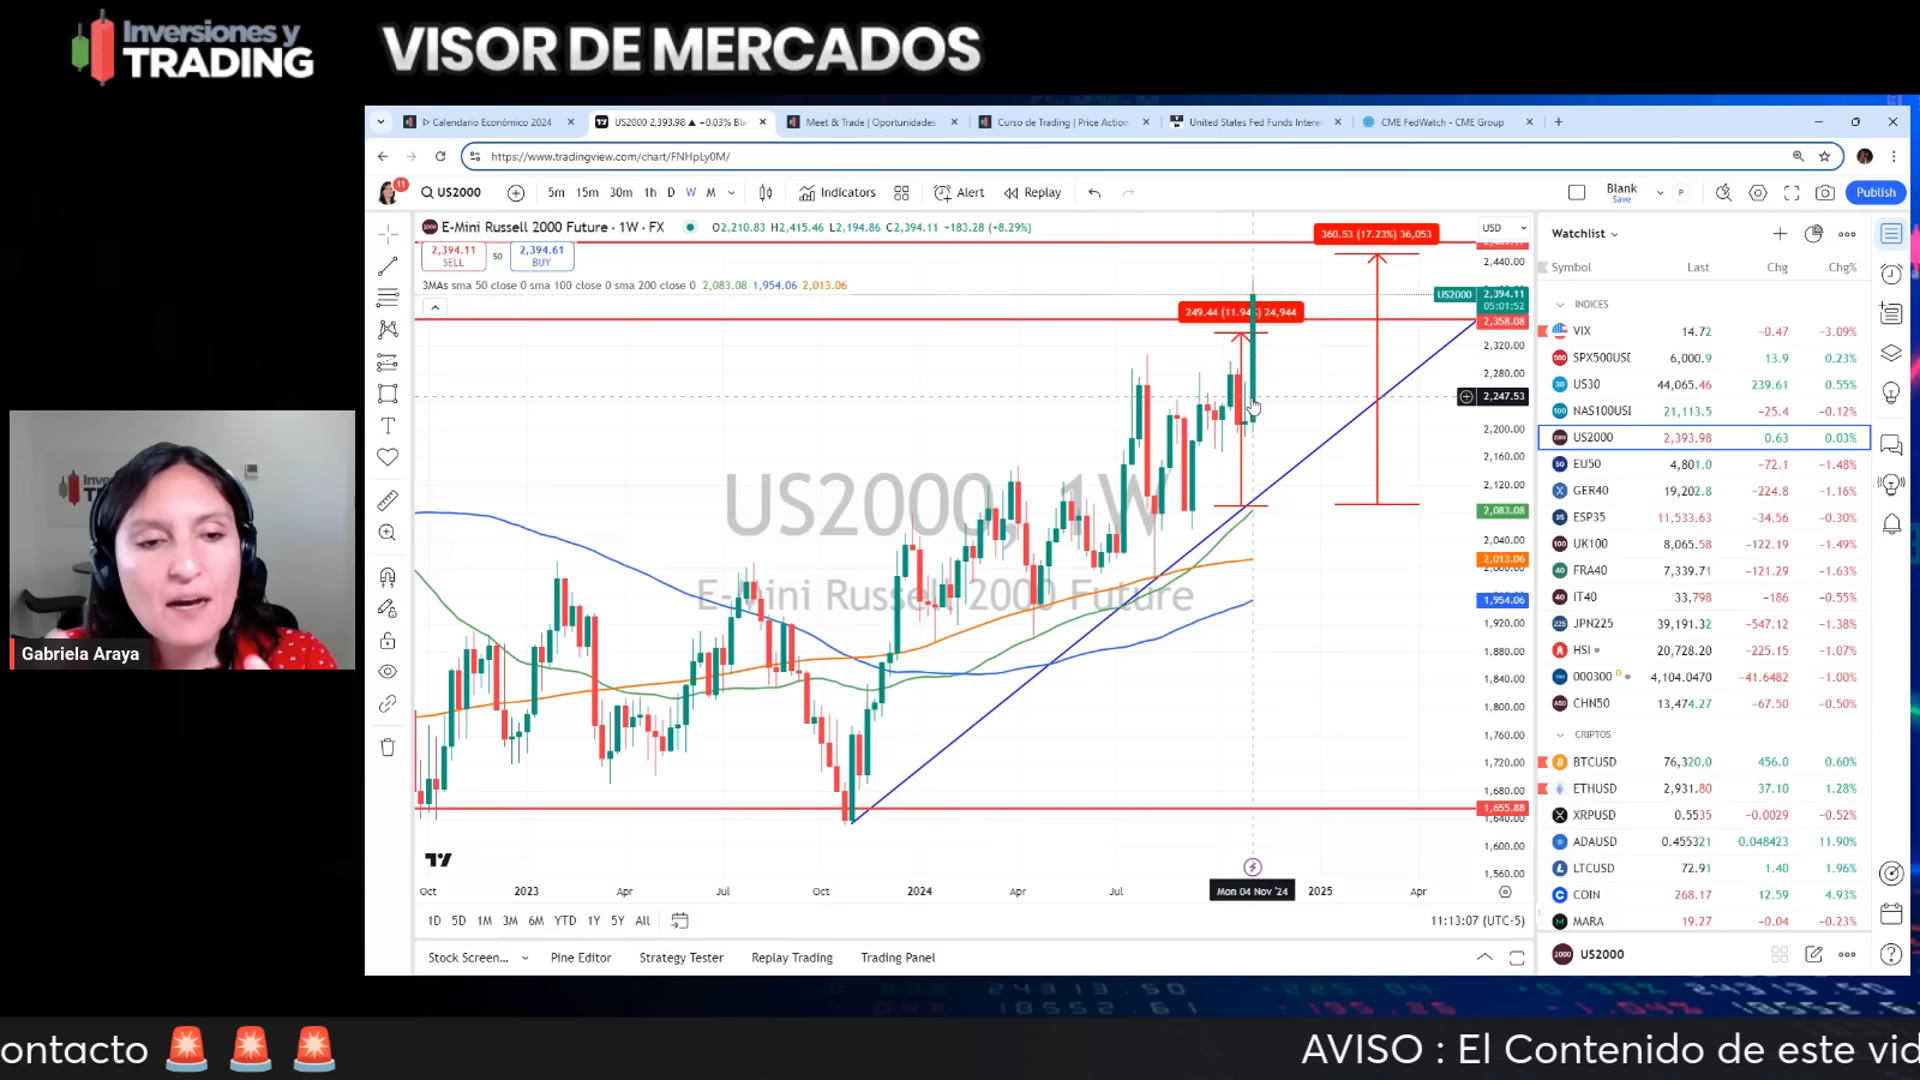 Inversiones y
TRADING
VISOR DE MERCADOS
Calendario Económico 2024
US2000 2,393.98 ▲ +0.03% Bla
Meet & Trade | Oportunidades
Curso de Trading | Price Action
United States Fed Funds Interes
CME FedWatch - CME Group
https://www.tradingview.com/chart/FNHpLy0M/
11
US2000
5m 15m 30m 1h D W M
Indicators
Alert
Replay
Blank
Save
P
Publish
E-Mini Russell 2000 Future · 1W · FX
O2,210.83 H2,415.46 L2,194.86 C2,394.11 +183.28 (+8.29%)
2,394.11
SELL
50
2,394.61
BUY
3MAs sma 50 close 0 sma 100 close 0 sma 200 close 0 2,083.08 1,954.06 2,013.06
360.53 (17.23%) 36,053
249.44 (11.94%) 24,944
USD
2,440.00
US2000 2,394.11
05:01:52
2,358.08
2,320.00
2,280.00
2,247.53
2,200.00
2,160.00
2,120.00
2,083.08
2,040.00
2,013.06
1,954.06
1,920.00
1,880.00
1,840.00
1,800.00
1,760.00
1,720.00
1,680.00
1,655.88
1,640.00
1,600.00
1,560.00
US2000, 1W
E-Mini Russell 2000 Future
Oct 2023 Apr Jul Oct 2024 Apr Jul Mon 04 Nov '24 2025 Apr
1D 5D 1M 3M 6M YTD 1Y 5Y All
11:13:07 (UTC-5)
Stock Screen... Pine Editor Strategy Tester Replay Trading Trading Panel
Watchlist
Symbol Last Chg Chg%
INDICES
VIX 14.72 −0.47 −3.09%
SPX500USD 6,000.9 13.9 0.23%
US30 44,065.46 239.61 0.55%
NAS100USD 21,113.5 −25.4 −0.12%
US2000 2,393.98 0.63 0.03%
EU50 4,801.0 −72.1 −1.48%
GER40 19,202.8 −224.8 −1.16%
ESP35 11,533.63 −34.56 −0.30%
UK100 8,065.58 −122.19 −1.49%
FRA40 7,339.71 −121.29 −1.63%
IT40 33,798 −186 −0.55%
JPN225 39,191.32 −547.12 −1.38%
HSI 20,728.20 −225.15 −1.07%
000300 D 4,104.0470 −41.6482 −1.00%
CHN50 13,474.27 −67.50 −0.50%
CRIPTOS
BTCUSD 76,320.0 456.0 0.60%
ETHUSD 2,931.80 37.10 1.28%
XRPUSD 0.5535 −0.0029 −0.52%
ADAUSD 0.455321 0.048423 11.90%
LTCUSD 72.91 1.40 1.96%
COIN 268.17 12.59 4.93%
MARA 19.27 −0.04 −0.23%
US2000
Gabriela Araya
ontacto 🚨 🚨 🚨
AVISO : El Contenido de este vid